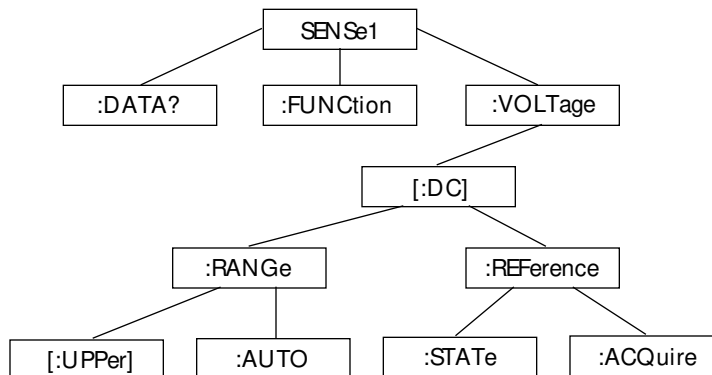 SENSe1
:DATA?
:FUNCtion
:VOLTage
[:DC]
:RANGe
:REFerence
[:UPPer]
:AUTO
:STATe
:ACQuire